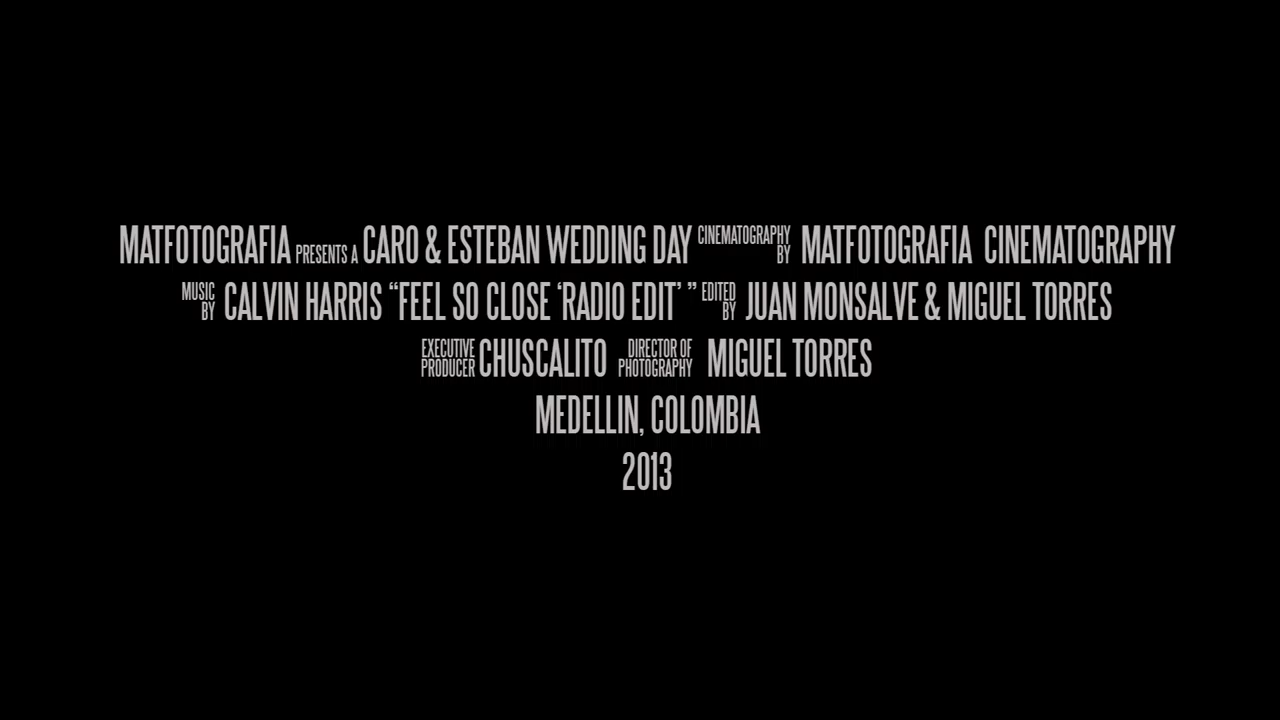 MATFOTOGRAFIA PRESENTS A CARO & ESTEBAN WEDDING DAY CINEMATOGRAPHY BY MATFOTOGRAFIA CINEMATOGRAPHY
MUSIC BY CALVIN HARRIS “FEEL SO CLOSE ‘RADIO EDIT’ ” EDITED BY JUAN MONSALVE & MIGUEL TORRES
EXECUTIVE PRODUCER CHUSCALITO DIRECTOR OF PHOTOGRAPHY MIGUEL TORRES
MEDELLIN, COLOMBIA
2013